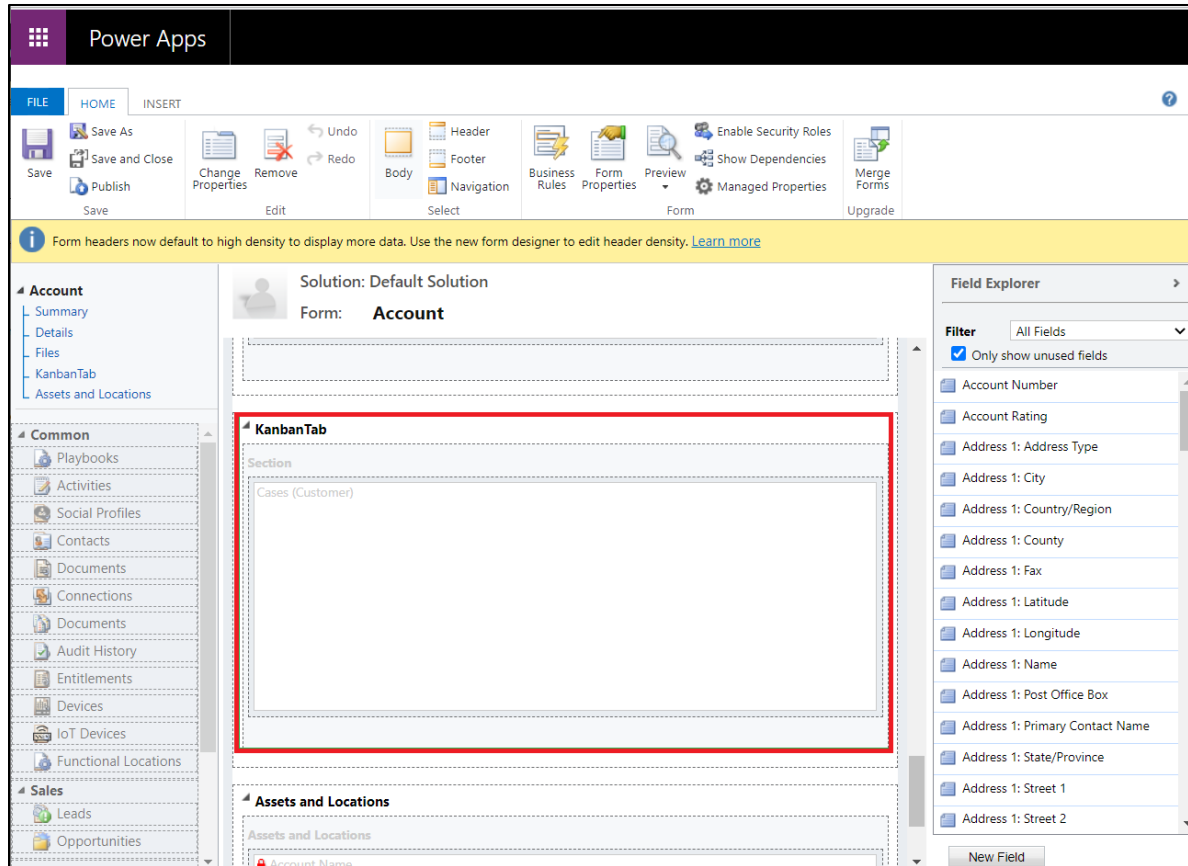 Power Apps
FILE HOME INSERT
Save
Save As
Save and Close
Publish
Save
Change Properties
Remove
Undo
Redo
Edit
Body
Header
Footer
Navigation
Select
Business Rules
Form Properties
Preview
Enable Security Roles
Show Dependencies
Managed Properties
Form
Merge Forms
Upgrade
Form headers now default to high density to display more data. Use the new form designer to edit header density. Learn more
Account
Summary
Details
Files
KanbanTab
Assets and Locations
Common
Playbooks
Activities
Social Profiles
Contacts
Documents
Connections
Documents
Audit History
Entitlements
Devices
IoT Devices
Functional Locations
Sales
Leads
Opportunities
Solution: Default Solution
Form: Account
KanbanTab
Section
Cases (Customer)
Assets and Locations
Assets and Locations
Account Name
Field Explorer
Filter All Fields
Only show unused fields
Account Number
Account Rating
Address 1: Address Type
Address 1: City
Address 1: Country/Region
Address 1: County
Address 1: Fax
Address 1: Latitude
Address 1: Longitude
Address 1: Name
Address 1: Post Office Box
Address 1: Primary Contact Name
Address 1: State/Province
Address 1: Street 1
Address 1: Street 2
New Field